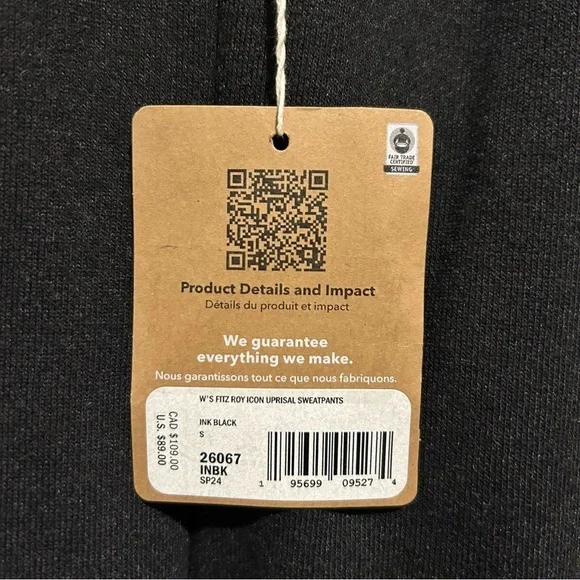 FAIR TRADE
CERTIFIED
SEWING
Product Details and Impact
Détails du produit et impact
We guarantee
everything we make.
Nous garantissons tout ce que nous fabriquons.
W'S FITZ ROY ICON UPRISAL SWEATPANTS
INK BLACK
S
26067
INBK
SP24
CAD $109.00
U.S. $89.00
1 95699 09527 4